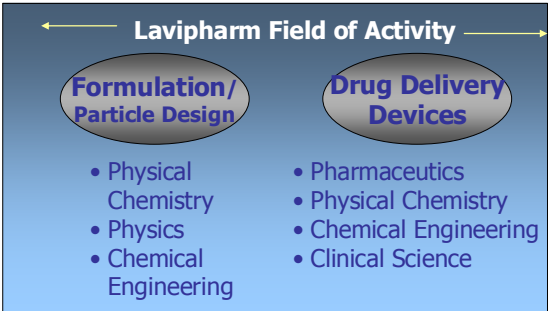 Lavipharm Field of Activity
Formulation/
Particle Design
• Physical
Chemistry
• Physics
• Chemical
Engineering
Drug Delivery
Devices
• Pharmaceutics
• Physical Chemistry
• Chemical Engineering
• Clinical Science